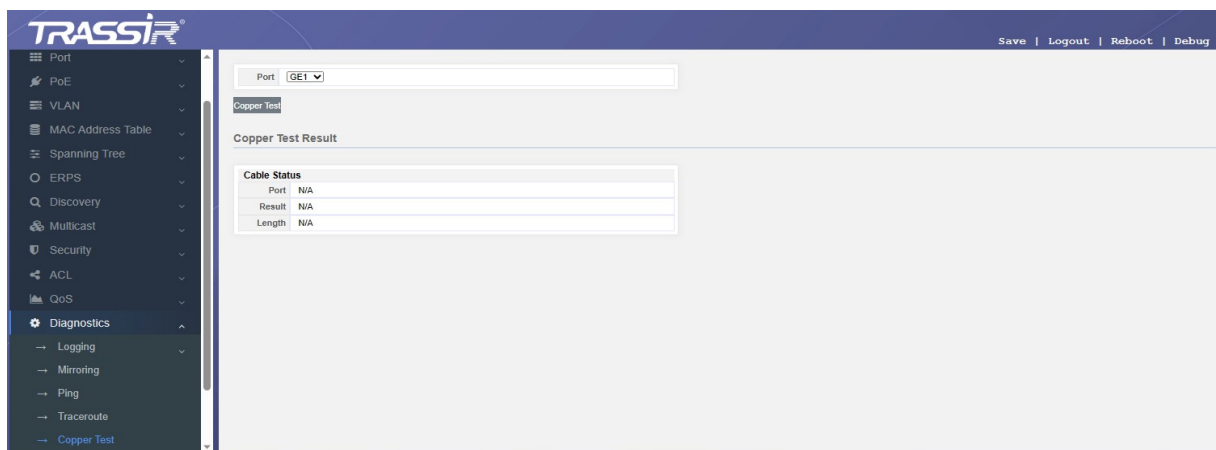 TRASSIR®
Save | Logout | Reboot | Debug
Port
PoE
VLAN
MAC Address Table
Spanning Tree
ERPS
Discovery
Multicast
Security
ACL
QoS
Diagnostics
→ Logging
→ Mirroring
→ Ping
→ Traceroute
→ Copper Test
Port GE1
Copper Test
Copper Test Result
Cable Status
Port N/A
Result N/A
Length N/A